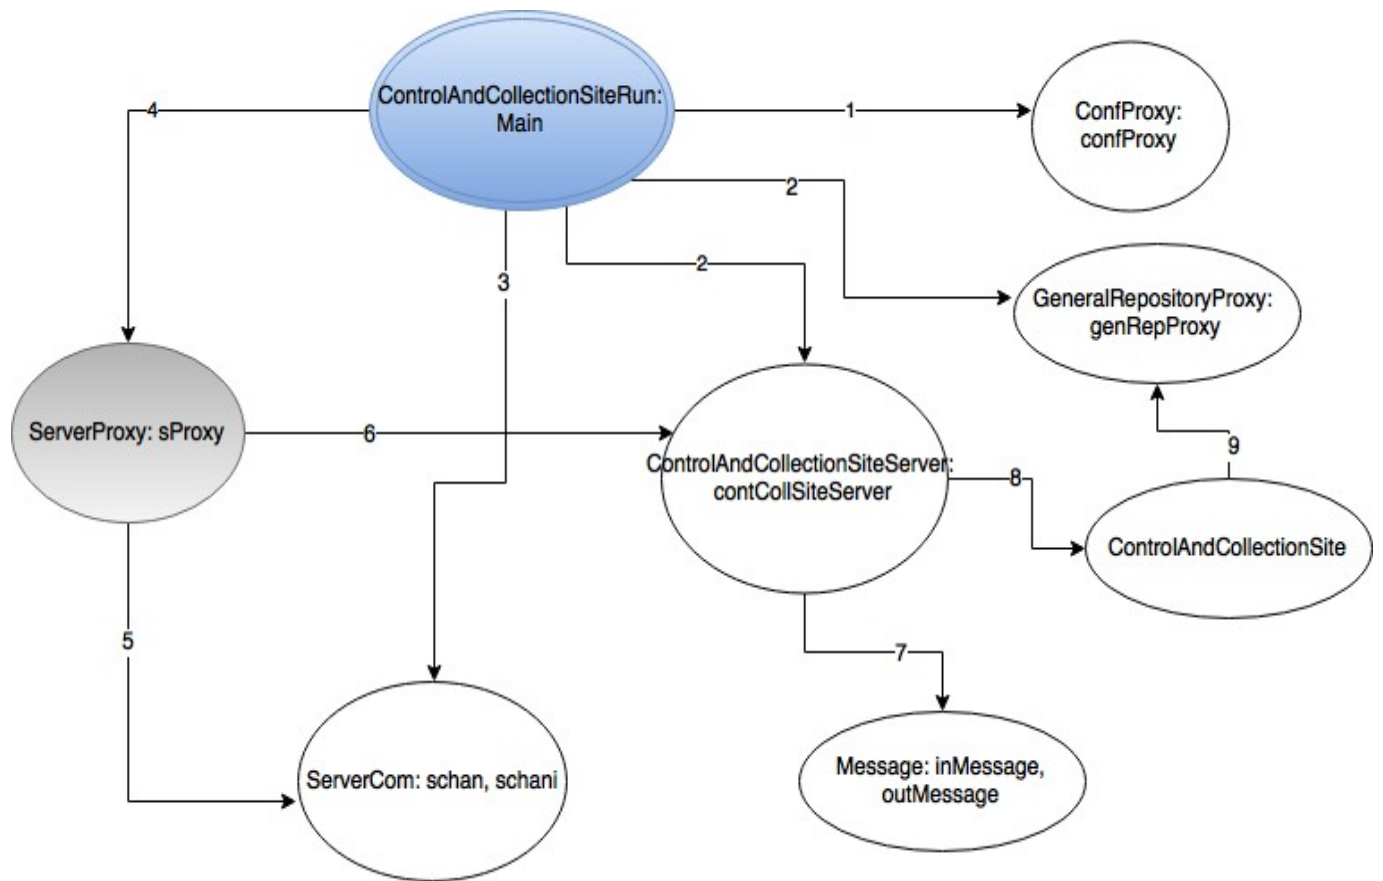 ControlAndCollectionSiteRun:
Main
4
1
ConfProxy:
confProxy
2
2
3
GeneralRepositoryProxy:
genRepProxy
ServerProxy: sProxy
6
ControlAndCollectionSiteServer:
contCollSiteServer
8
9
ControlAndCollectionSite
5
7
ServerCom: schan, schani
Message: inMessage,
outMessage